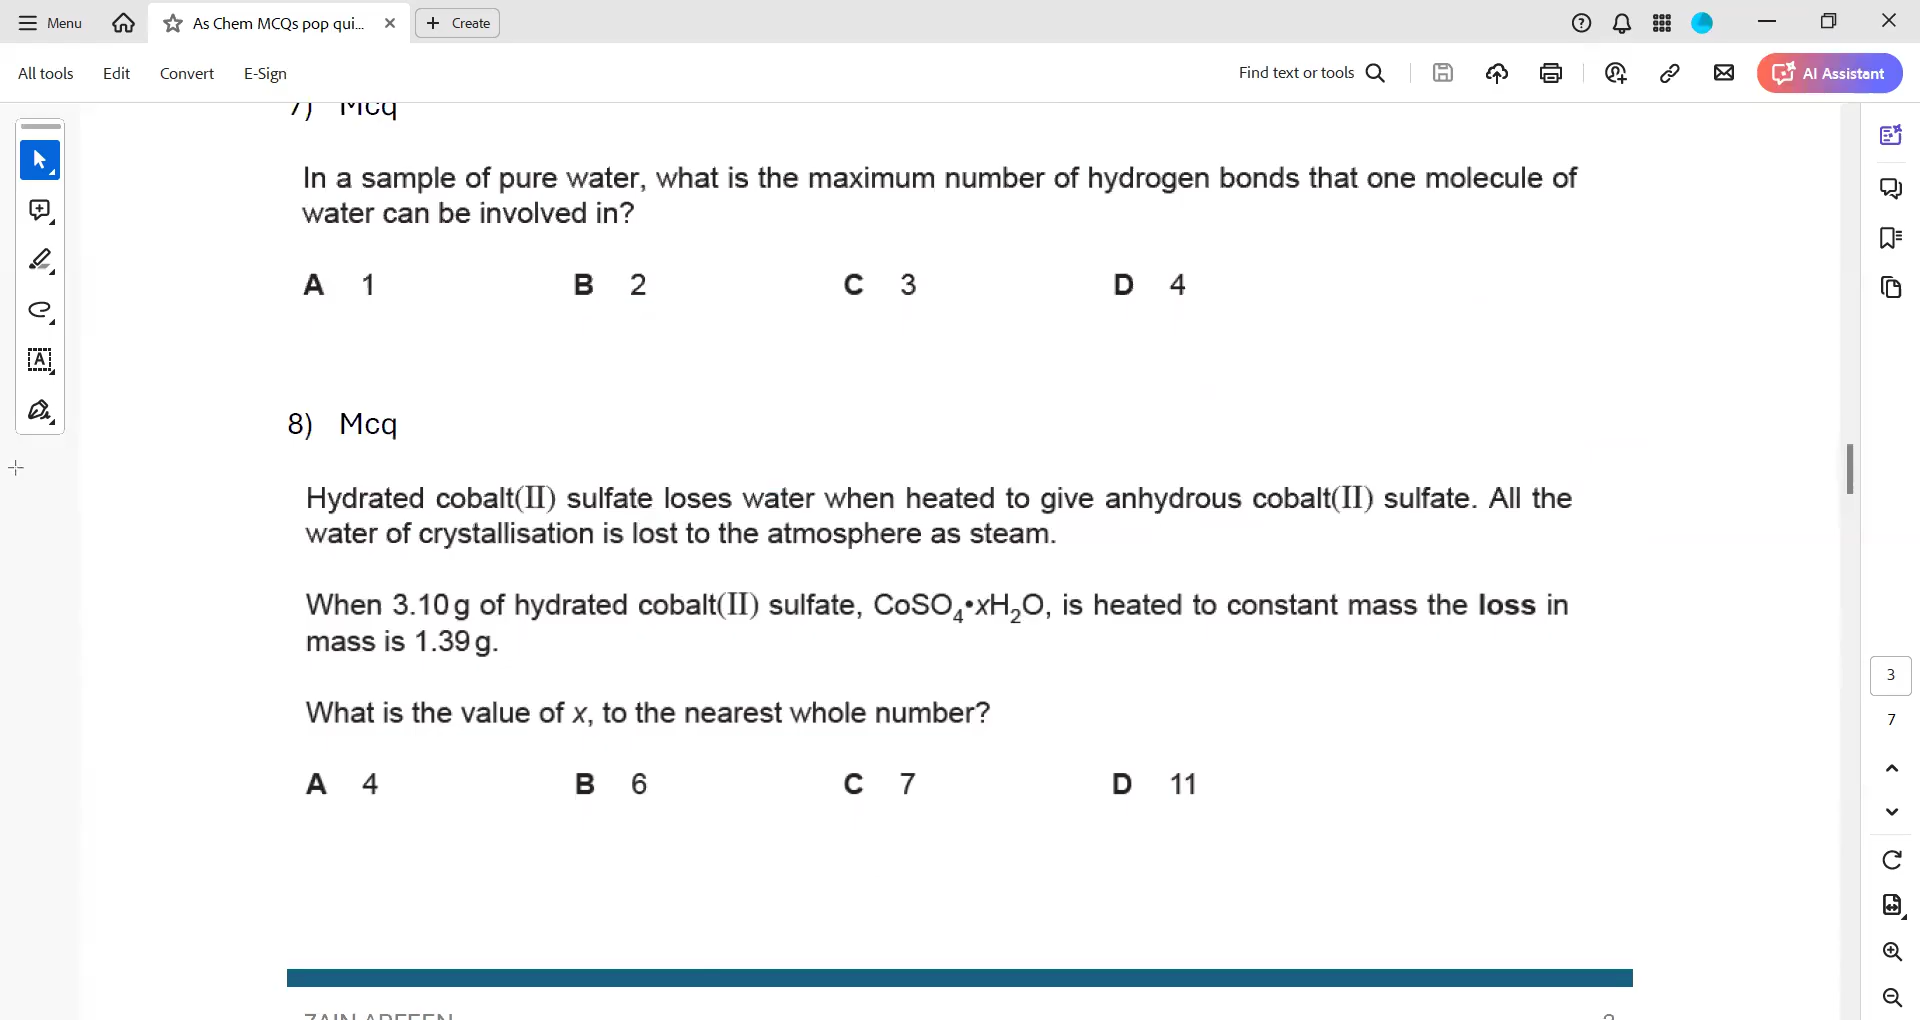 Menu
As Chem MCQs pop qui...
Create
All tools
Edit
Convert
E-Sign
Find text or tools
AI Assistant
7) Mcq
In a sample of pure water, what is the maximum number of hydrogen bonds that one molecule of
water can be involved in?
A 1 B 2 C 3 D 4
8) Mcq
Hydrated cobalt(II) sulfate loses water when heated to give anhydrous cobalt(II) sulfate. All the
water of crystallisation is lost to the atmosphere as steam.
When 3.10 g of hydrated cobalt(II) sulfate, CoSO₄•xH₂O, is heated to constant mass the loss in
mass is 1.39 g.
What is the value of x, to the nearest whole number?
A 4 B 6 C 7 D 11
3
7